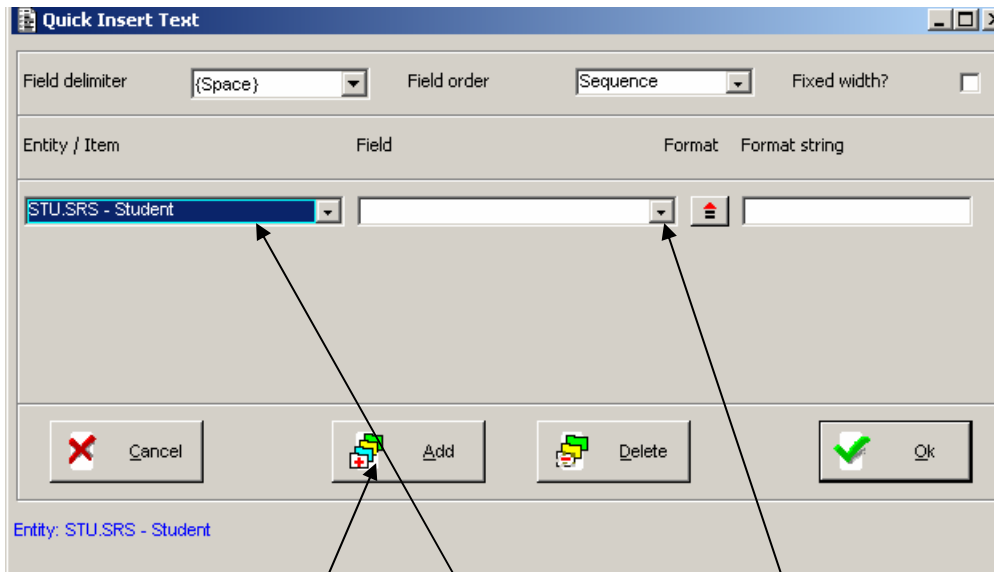 Quick Insert Text
Field delimiter {Space} Field order Sequence Fixed width?
Entity / Item Field Format Format string
STU.SRS - Student
Cancel Add Delete Ok
Entity: STU.SRS - Student